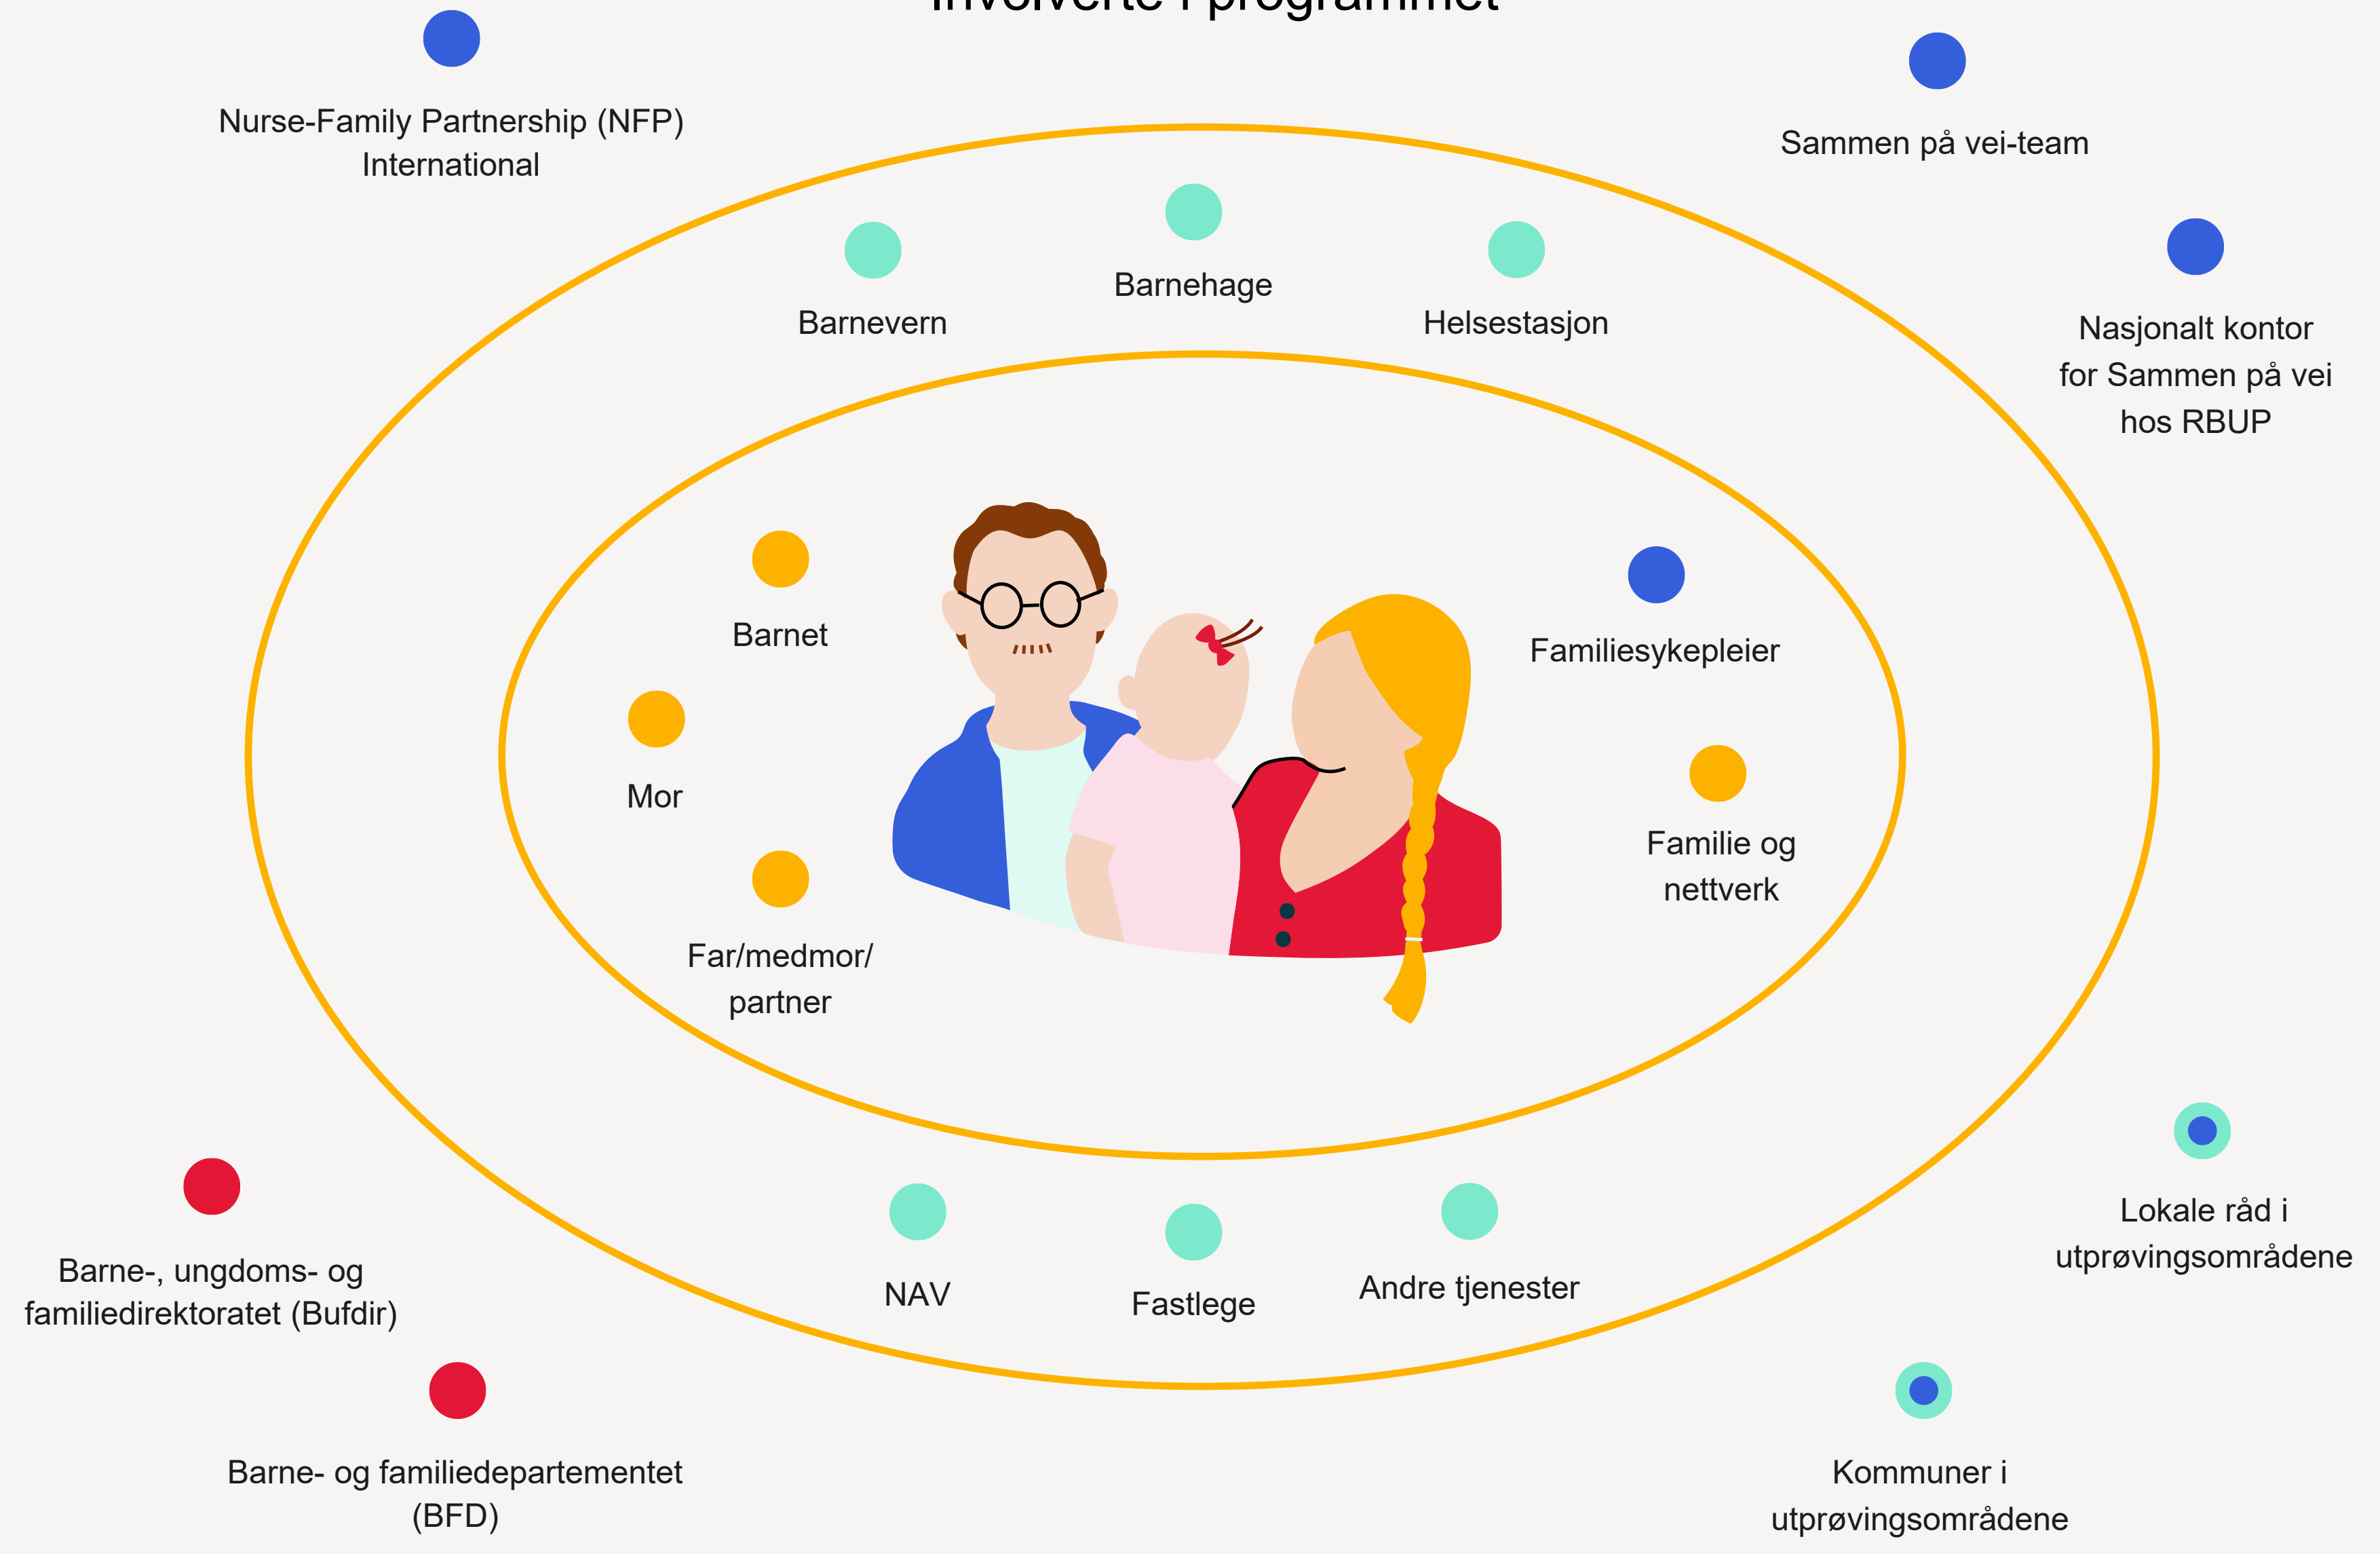 Involverte i programmet
Nurse-Family Partnership (NFP)
International
Sammen på vei-team
Barnevern
Barnehage
Helsestasjon
Nasjonalt kontor
for Sammen på vei
hos RBUP
Barnet
Mor
Far/medmor/
partner
Familiesykepleier
Familie og
nettverk
NAV
Fastlege
Andre tjenester
Barne-, ungdoms- og
familiedirektoratet (Bufdir)
Barne- og familiedepartementet
(BFD)
Lokale råd i
utprøvingsområdene
Kommuner i
utprøvingsområdene